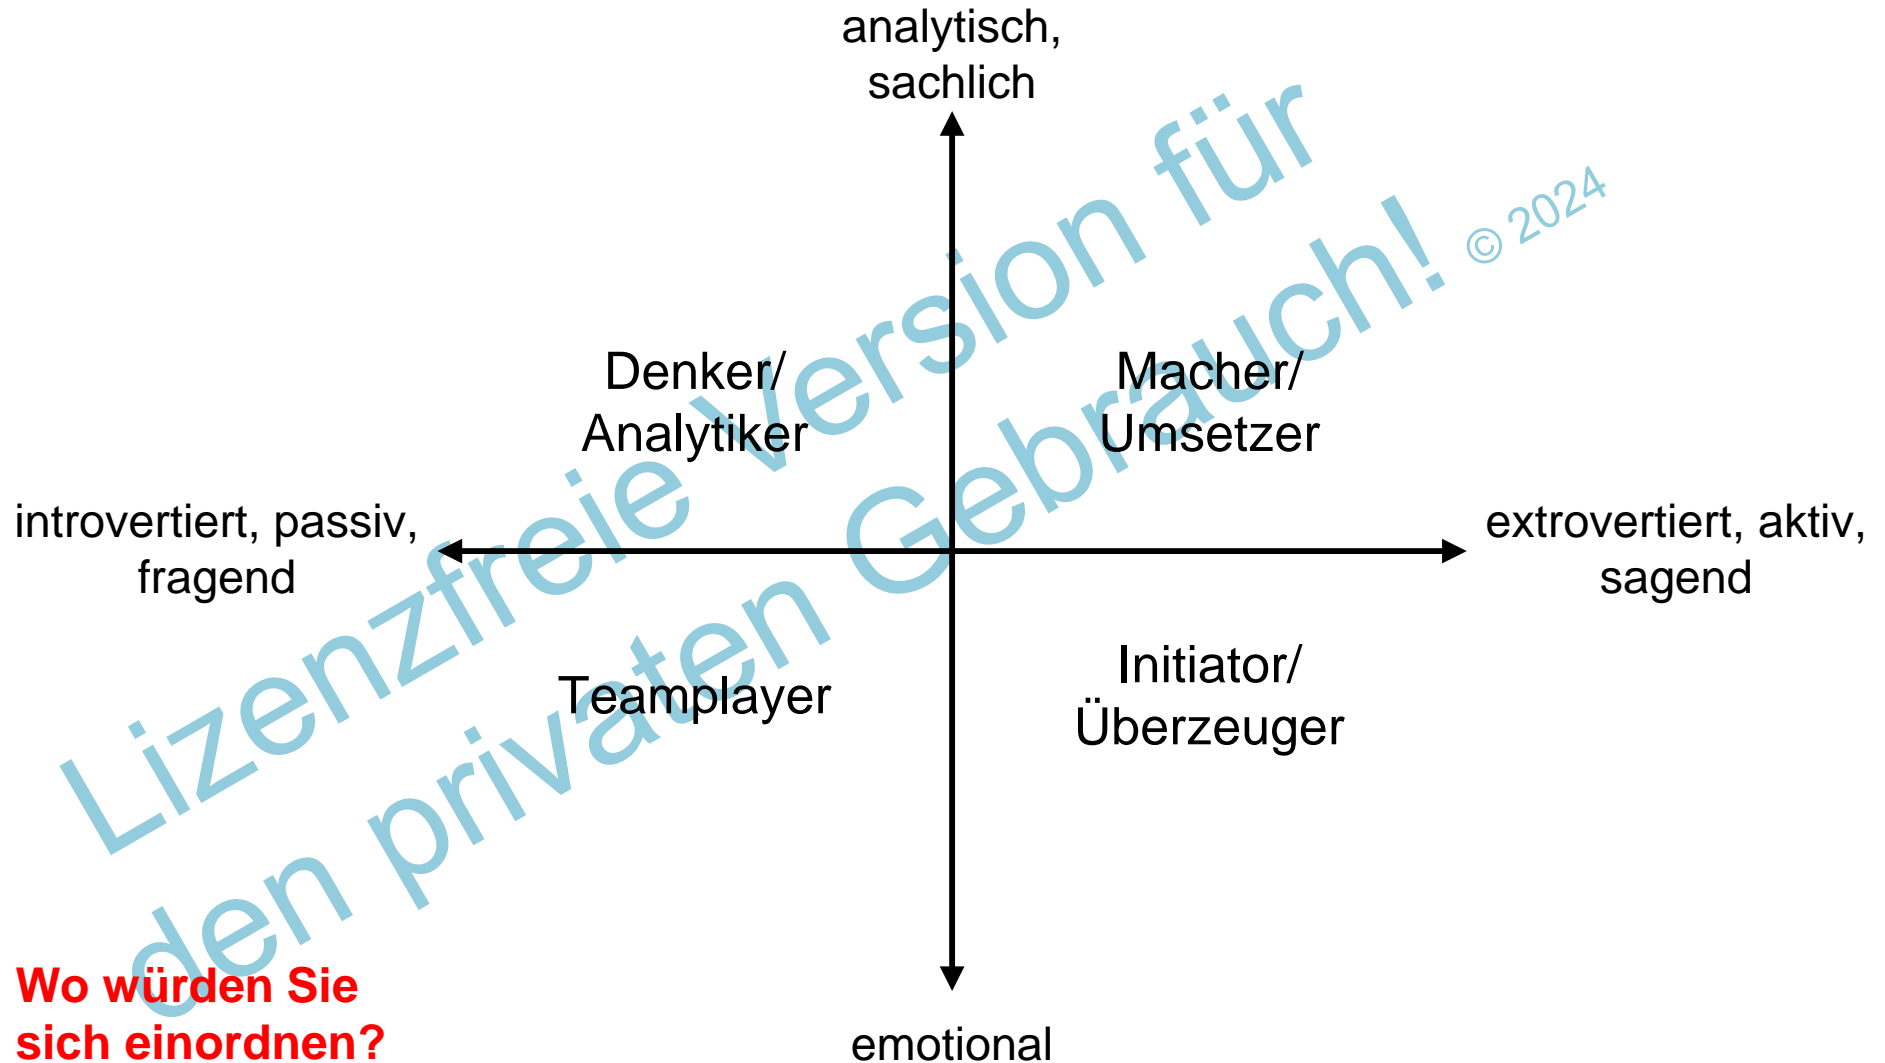 analytisch,
sachlich
Lizenzfreie Version für
den privaten Gebrauch! © 2024
Denker/
Analytiker
Macher/
Umsetzer
introvertiert, passiv,
fragend
extrovertiert, aktiv,
sagend
Teamplayer
Initiator/
Überzeuger
Wo würden Sie
sich einordnen?
emotional